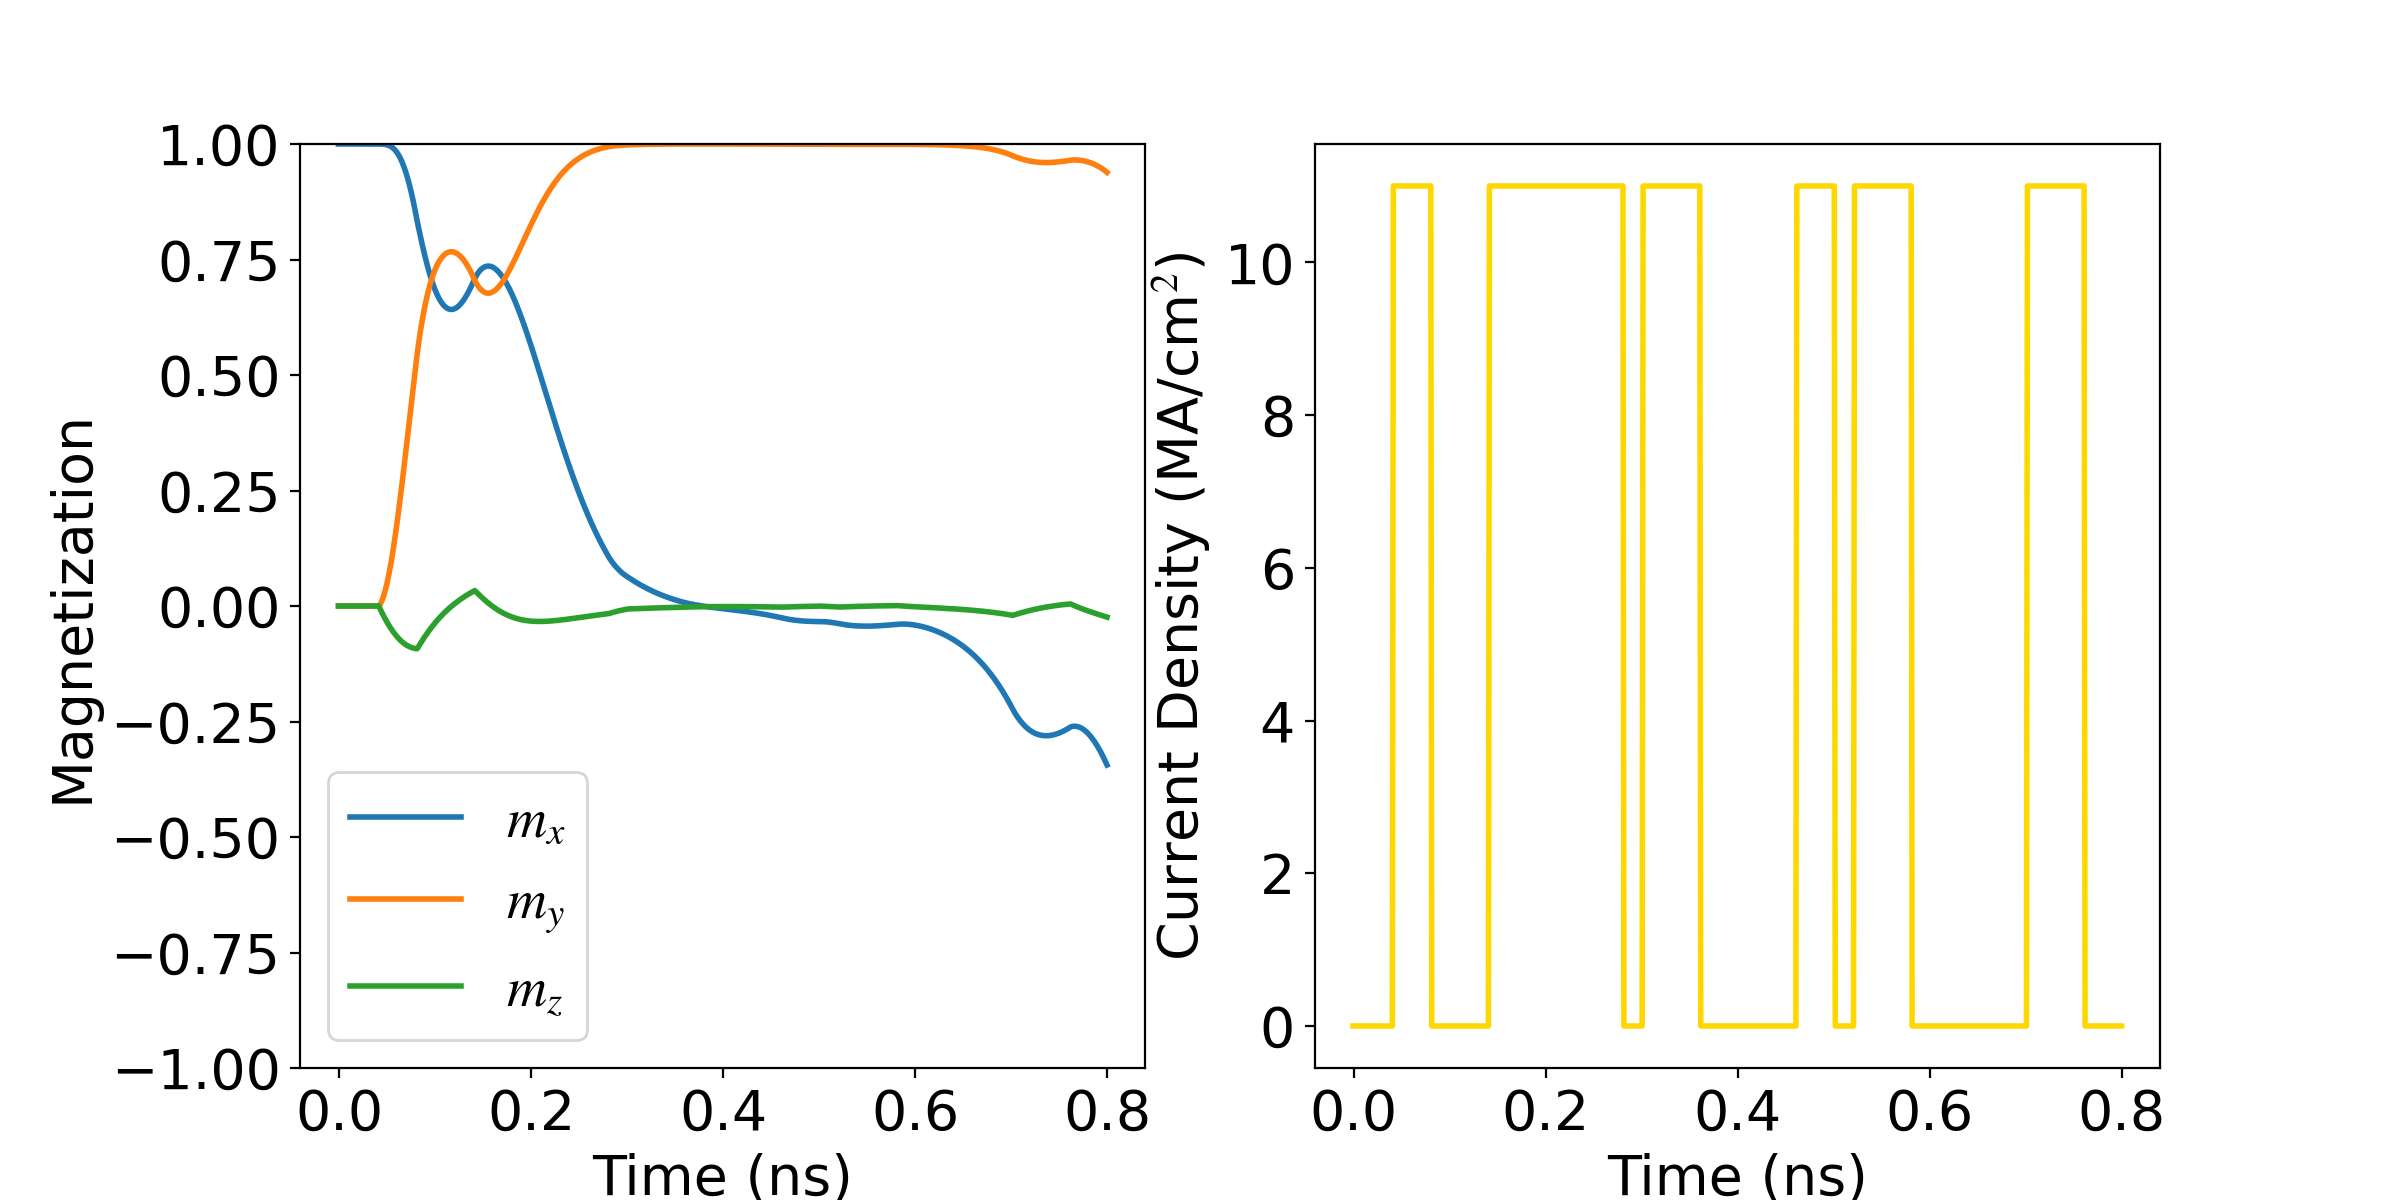 Magnetization
1.00
0.75
0.50
0.25
0.00
−0.25
−0.50
−0.75
−1.00
0.0 0.2 0.4 0.6 0.8
Time (ns)
m_x
m_y
m_z
Current Density (MA/cm²)
10
8
6
4
2
0
0.0 0.2 0.4 0.6 0.8
Time (ns)